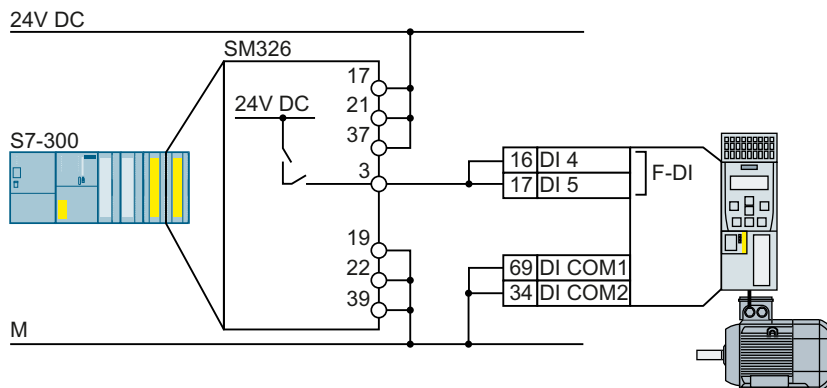 24V DC
SM326
17
24V DC
21
S7-300
37
3
16 DI 4
17 DI 5
F-DI
19
22
69 DI COM1
34 DI COM2
39
M